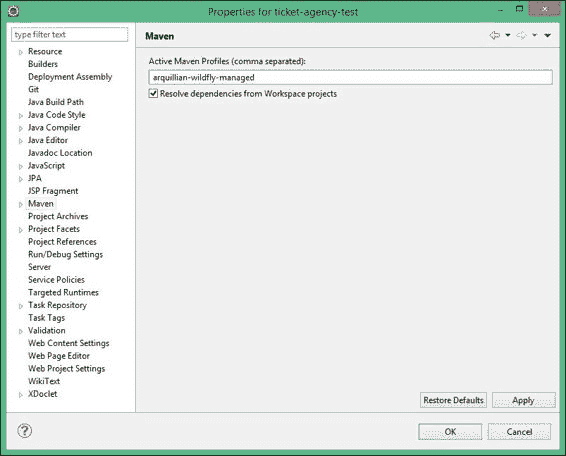 Properties for ticket-agency-test
type filter text
Resource
Builders
Deployment Assembly
Git
Java Build Path
Java Code Style
Java Compiler
Java Editor
Javadoc Location
JavaScript
JPA
JSP Fragment
Maven
Project Archives
Project Facets
Project References
Run/Debug Settings
Server
Service Policies
Targeted Runtimes
Task Repository
Task Tags
Validation
Web Content Settings
Web Page Editor
Web Project Settings
WikiText
XDoclet
Maven
Active Maven Profiles (comma separated):
arquillian-wildfly-managed
Resolve dependencies from Workspace projects
Restore Defaults
Apply
OK
Cancel